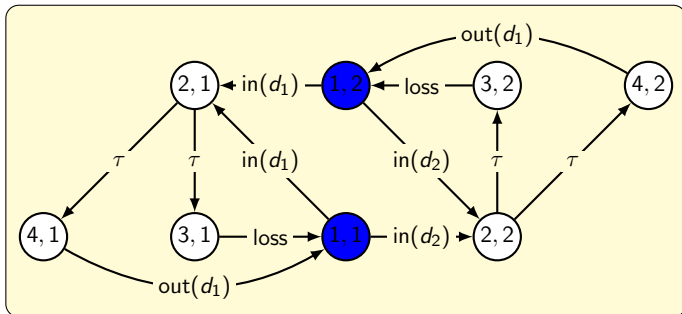 out(d₁)
2, 1 in(d₁) 1, 2 loss 3, 2 4, 2
τ τ in(d₁) in(d₂) τ τ
4, 1 3, 1 loss 1, 1 in(d₂) 2, 2
out(d₁)